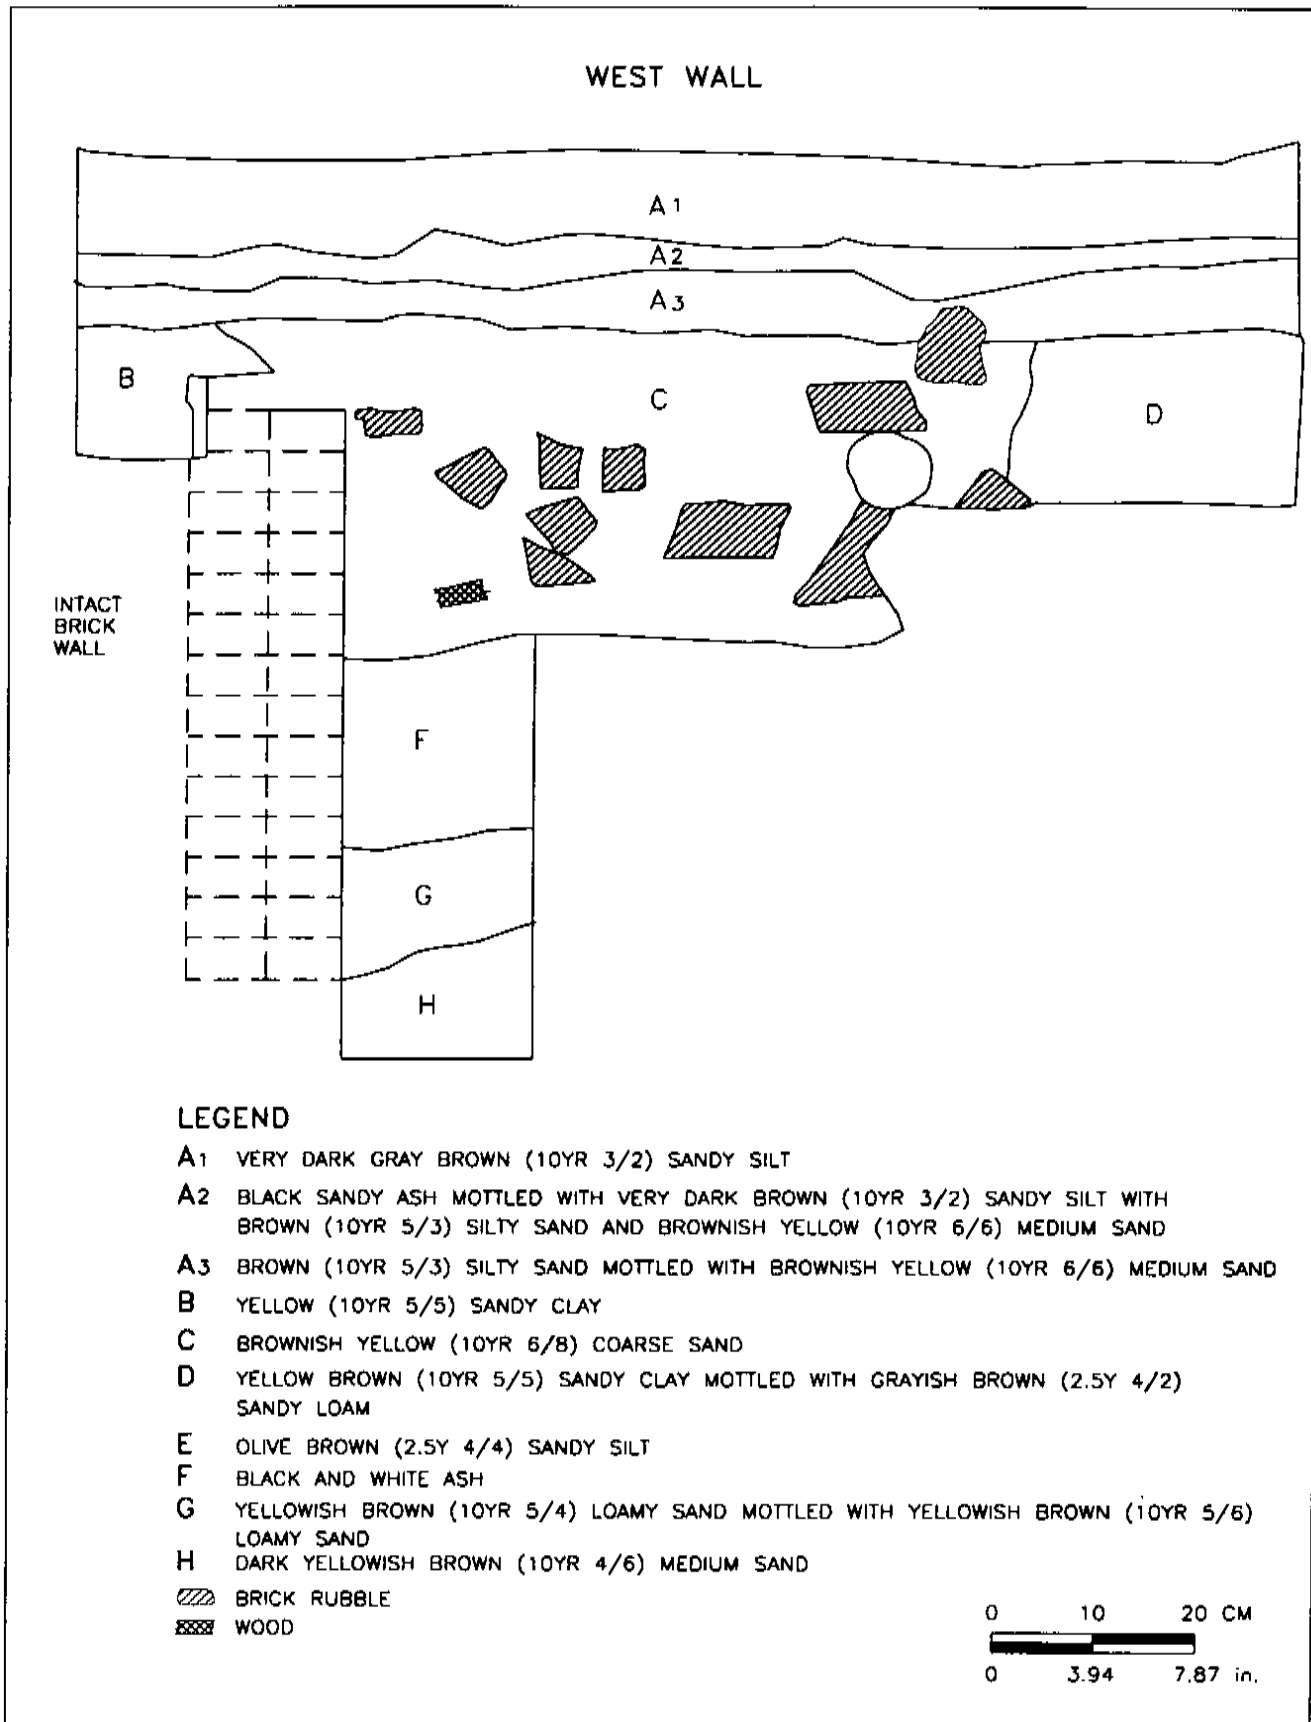 WEST WALL
A1
A2
A3
B
C
D
INTACT
BRICK
WALL
F
G
H
LEGEND
A1 VERY DARK GRAY BROWN (10YR 3/2) SANDY SILT
A2 BLACK SANDY ASH MOTTLED WITH VERY DARK BROWN (10YR 3/2) SANDY SILT WITH
BROWN (10YR 5/3) SILTY SAND AND BROWNISH YELLOW (10YR 6/6) MEDIUM SAND
A3 BROWN (10YR 5/3) SILTY SAND MOTTLED WITH BROWNISH YELLOW (10YR 6/6) MEDIUM SAND
B YELLOW (10YR 5/5) SANDY CLAY
C BROWNISH YELLOW (10YR 6/8) COARSE SAND
D YELLOW BROWN (10YR 5/5) SANDY CLAY MOTTLED WITH GRAYISH BROWN (2.5Y 4/2)
SANDY LOAM
E OLIVE BROWN (2.5Y 4/4) SANDY SILT
F BLACK AND WHITE ASH
G YELLOWISH BROWN (10YR 5/4) LOAMY SAND MOTTLED WITH YELLOWISH BROWN (10YR 5/6)
LOAMY SAND
H DARK YELLOWISH BROWN (10YR 4/6) MEDIUM SAND
BRICK RUBBLE
WOOD
0 10 20 CM
0 3.94 7.87 in.